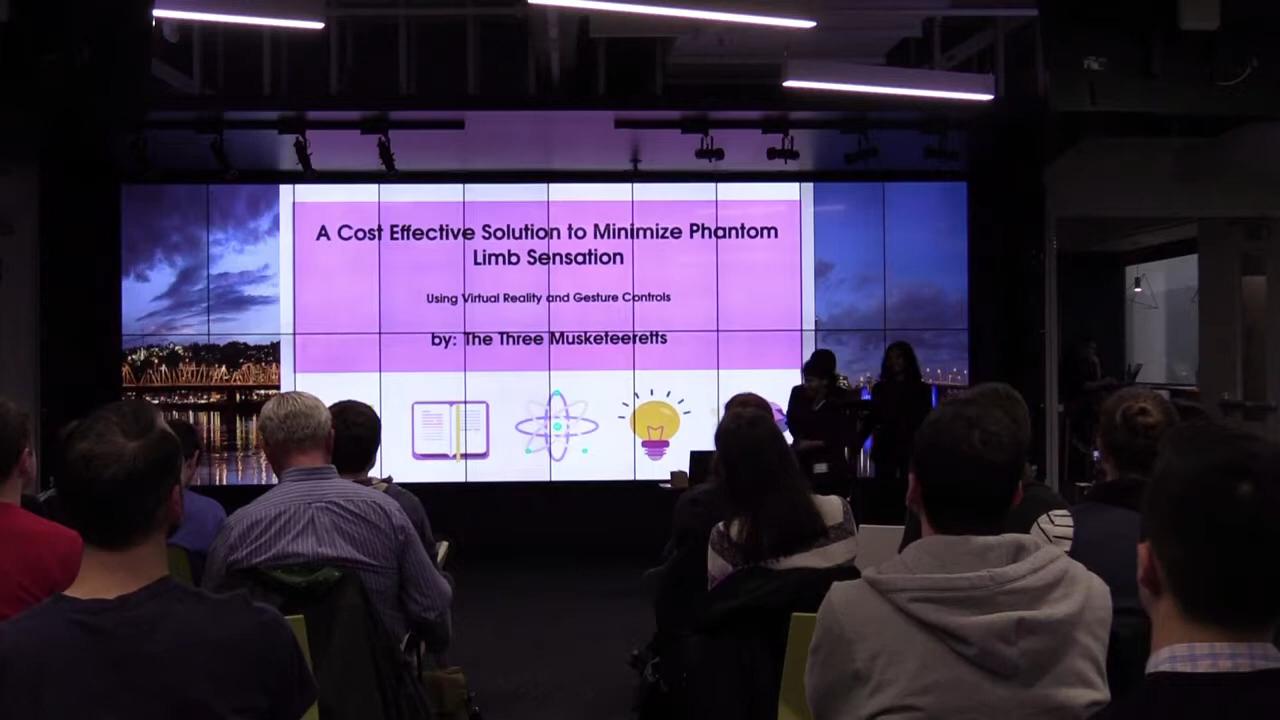 A Cost Effective Solution to Minimize Phantom
Limb Sensation
Using Virtual Reality and Gesture Controls
by: The Three Musketeeretts